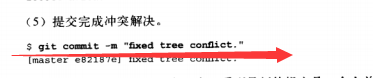 （5）提交完成冲突解决。
$ git commit -m "fixed tree conflict."
[master e82187e] fixed tree conflict.